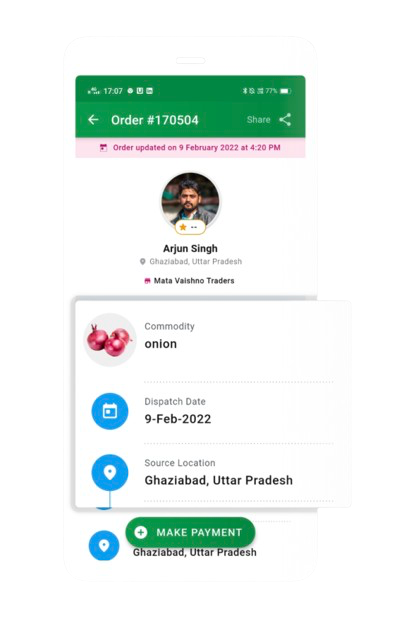 17:07 77%
Order #170504 Share
Order updated on 9 February 2022 at 4:20 PM
--
Arjun Singh
Ghaziabad, Uttar Pradesh
Mata Vaishno Traders
Commodity
onion
Dispatch Date
9-Feb-2022
Source Location
Ghaziabad, Uttar Pradesh
MAKE PAYMENT
Ghaziabad, Uttar Pradesh